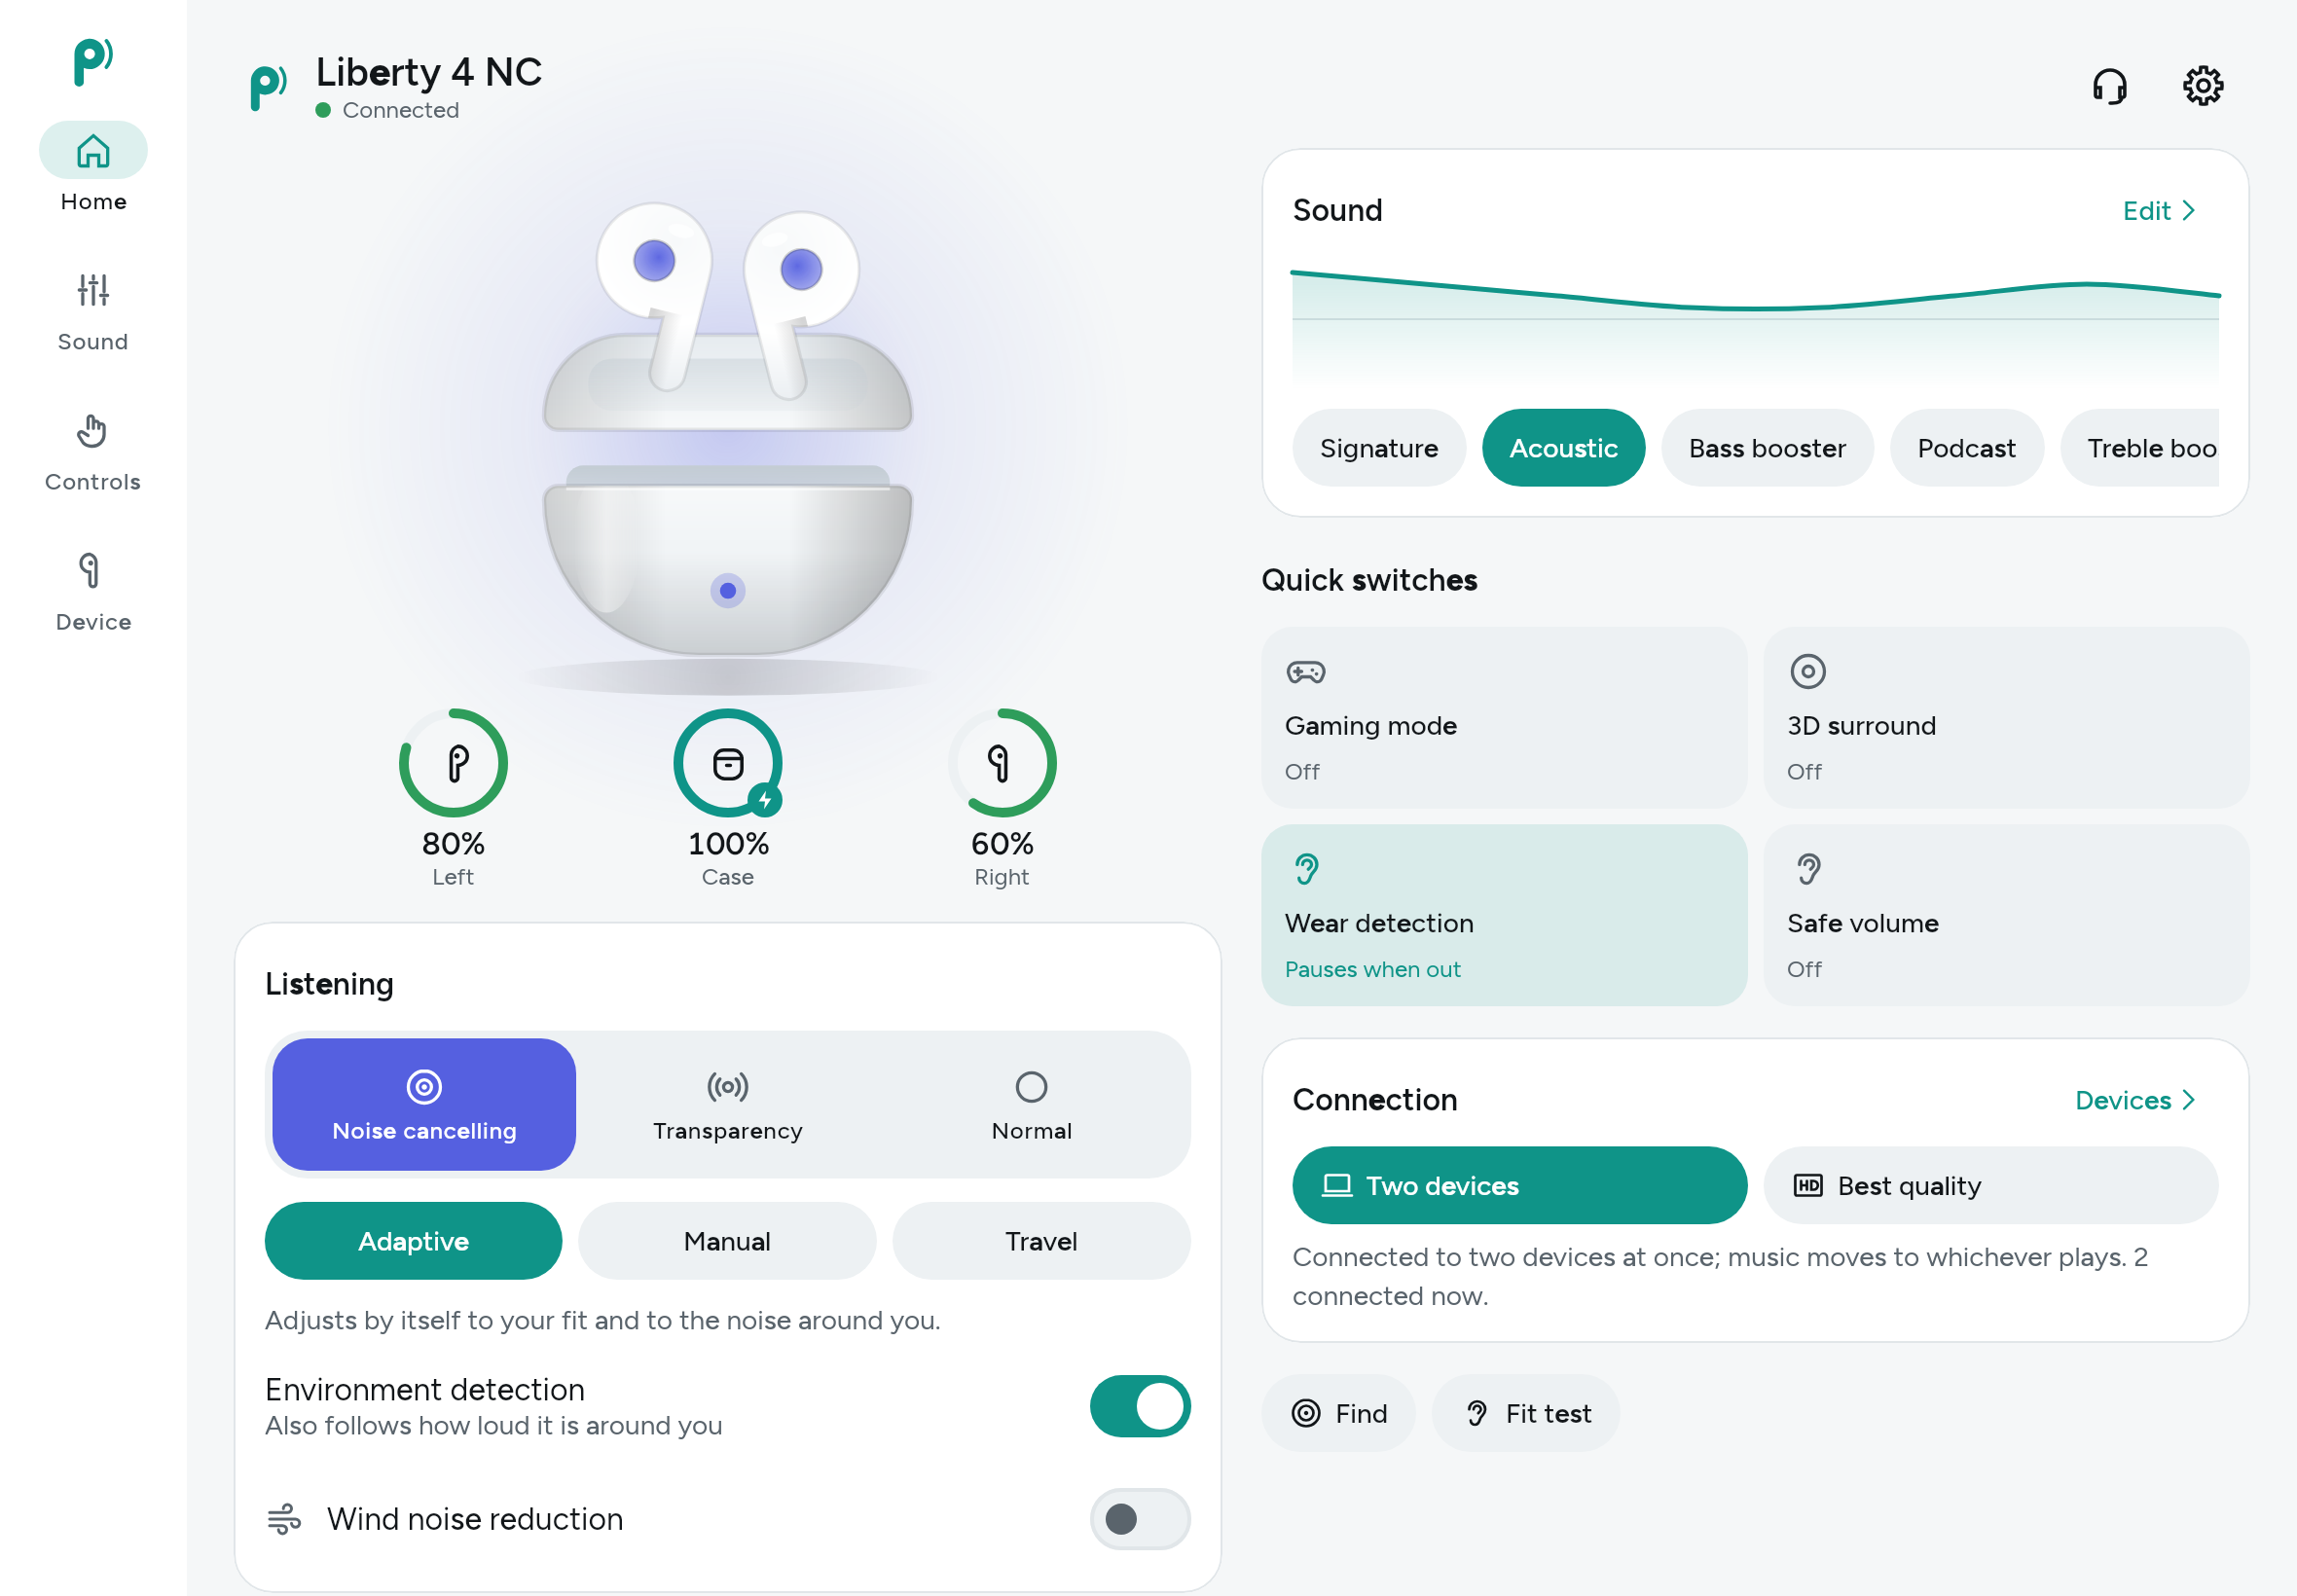 Home
Sound
Controls
Device
Liberty 4 NC
Connected
80%
Left
100%
Case
60%
Right
Listening
Noise cancelling
Transparency
Normal
Adaptive
Manual
Travel
Adjusts by itself to your fit and to the noise around you.
Environment detection
Also follows how loud it is around you
Wind noise reduction
Sound
Edit
Signature
Acoustic
Bass booster
Podcast
Treble boo
Quick switches
Gaming mode
Off
3D surround
Off
Wear detection
Pauses when out
Safe volume
Off
Connection
Devices
Two devices
HD
Best quality
Connected to two devices at once; music moves to whichever plays. 2
connected now.
Find
Fit test